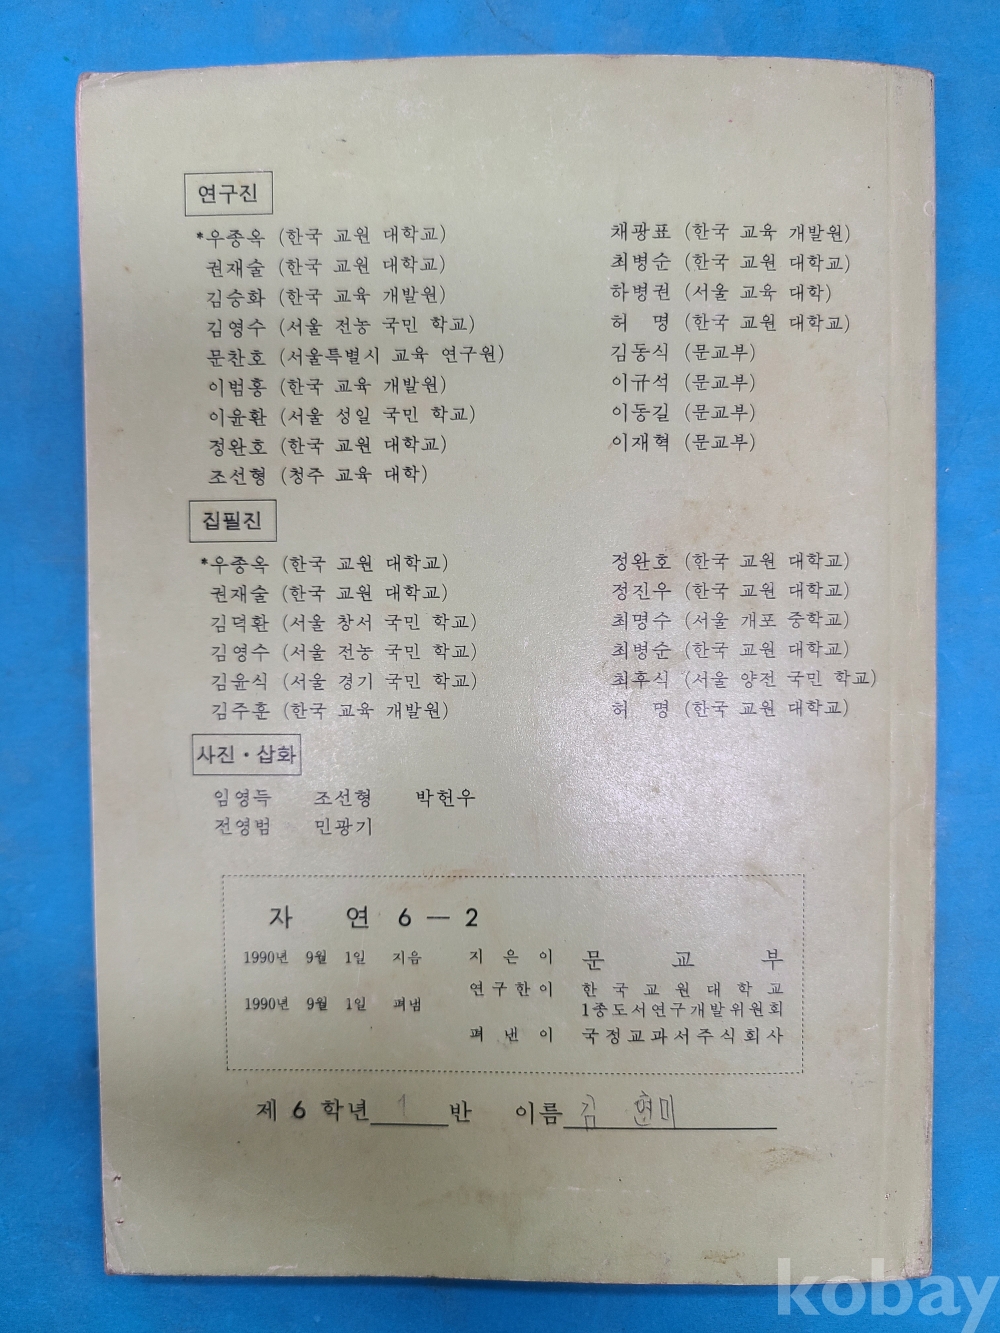 연구진
*우종옥 (한국 교원 대학교)
권재술 (한국 교원 대학교)
김승화 (한국 교육 개발원)
김영수 (서울 전농 국민 학교)
문찬호 (서울특별시 교육 연구원)
이범홍 (한국 교육 개발원)
이윤환 (서울 성일 국민 학교)
정완호 (한국 교원 대학교)
조선형 (청주 교육 대학)
채광표 (한국 교육 개발원)
최병순 (한국 교원 대학교)
하병권 (서울 교육 대학)
허 명 (한국 교원 대학교)
김동식 (문교부)
이규석 (문교부)
이동길 (문교부)
이재혁 (문교부)
집필진
*우종옥 (한국 교원 대학교)
권재술 (한국 교원 대학교)
김덕환 (서울 창서 국민 학교)
김영수 (서울 전농 국민 학교)
김윤식 (서울 경기 국민 학교)
김주훈 (한국 교육 개발원)
정완호 (한국 교원 대학교)
정진우 (한국 교원 대학교)
최명수 (서울 개포 중학교)
최병순 (한국 교원 대학교)
최후식 (서울 양전 국민 학교)
허 명 (한국 교원 대학교)
사진·삽화
임영득 조선형 박헌우
전영범 민광기
자 연 6—2
1990년 9월 1일 지음
1990년 9월 1일 펴냄
지은이 문교부
연구한이 한국교원대학교
1종도서연구개발위원회
펴낸이 국정교과서주식회사
제 6 학년 1 반 이름 김 현미
kobay